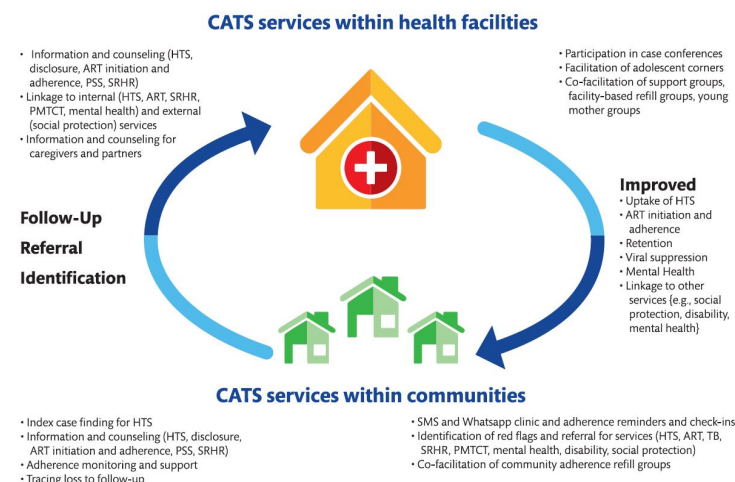 CATS services within health facilities
• Information and counseling (HTS,
disclosure, ART initiation and
adherence, PSS, SRHR)
• Linkage to internal (HTS, ART, SRHR,
PMTCT, mental health) and external
(social protection) services
• Information and counseling for
caregivers and partners
• Participation in case conferences
• Facilitation of adolescent corners
• Co-facilitation of support groups,
facility-based refill groups, young
mother groups
Follow-Up
Referral
Identification
Improved
• Uptake of HTS
• ART initiation and
adherence
• Retention
• Viral suppression
• Mental Health
• Linkage to other
services {e.g., social
protection, disability,
mental health}
CATS services within communities
• Index case finding for HTS
• Information and counseling (HTS, disclosure,
ART initiation and adherence, PSS, SRHR)
• Adherence monitoring and support
• Tracing loss to follow-up
• SMS and Whatsapp clinic and adherence reminders and check-ins
• Identification of red flags and referral for services (HTS, ART, TB,
SRHR, PMTCT, mental health, disability, social protection)
• Co-facilitation of community adherence refill groups